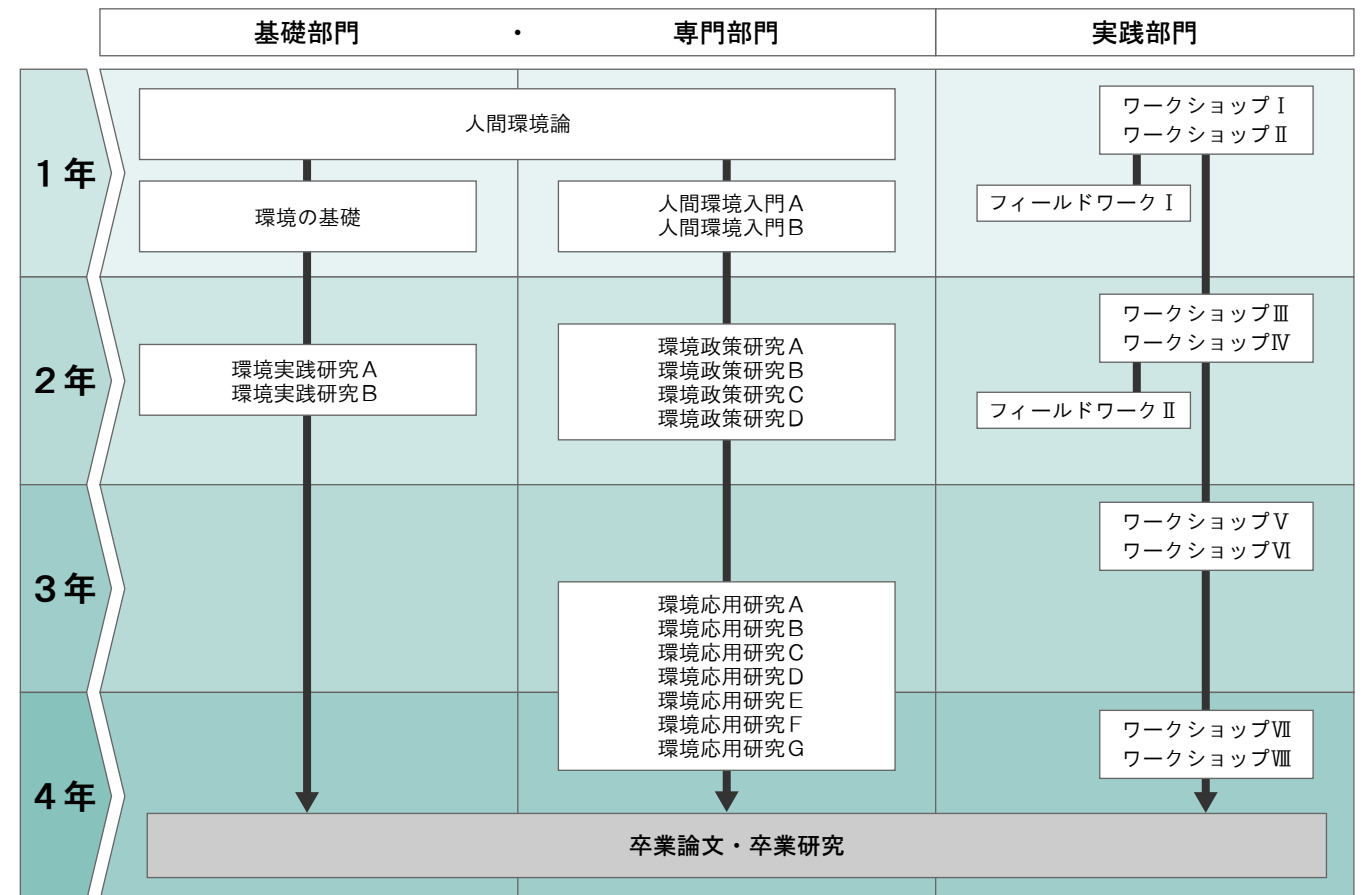 基礎部門 ・ 専門部門 実践部門
1年
人間環境論
環境の基礎
人間環境入門A
人間環境入門B
ワークショップⅠ
ワークショップⅡ
フィールドワークⅠ
2年
環境実践研究A
環境実践研究B
環境政策研究A
環境政策研究B
環境政策研究C
環境政策研究D
ワークショップⅢ
ワークショップⅣ
フィールドワークⅡ
3年
環境応用研究A
環境応用研究B
環境応用研究C
環境応用研究D
環境応用研究E
環境応用研究F
環境応用研究G
ワークショップⅤ
ワークショップⅥ
4年
ワークショップⅦ
ワークショップⅧ
卒業論文・卒業研究